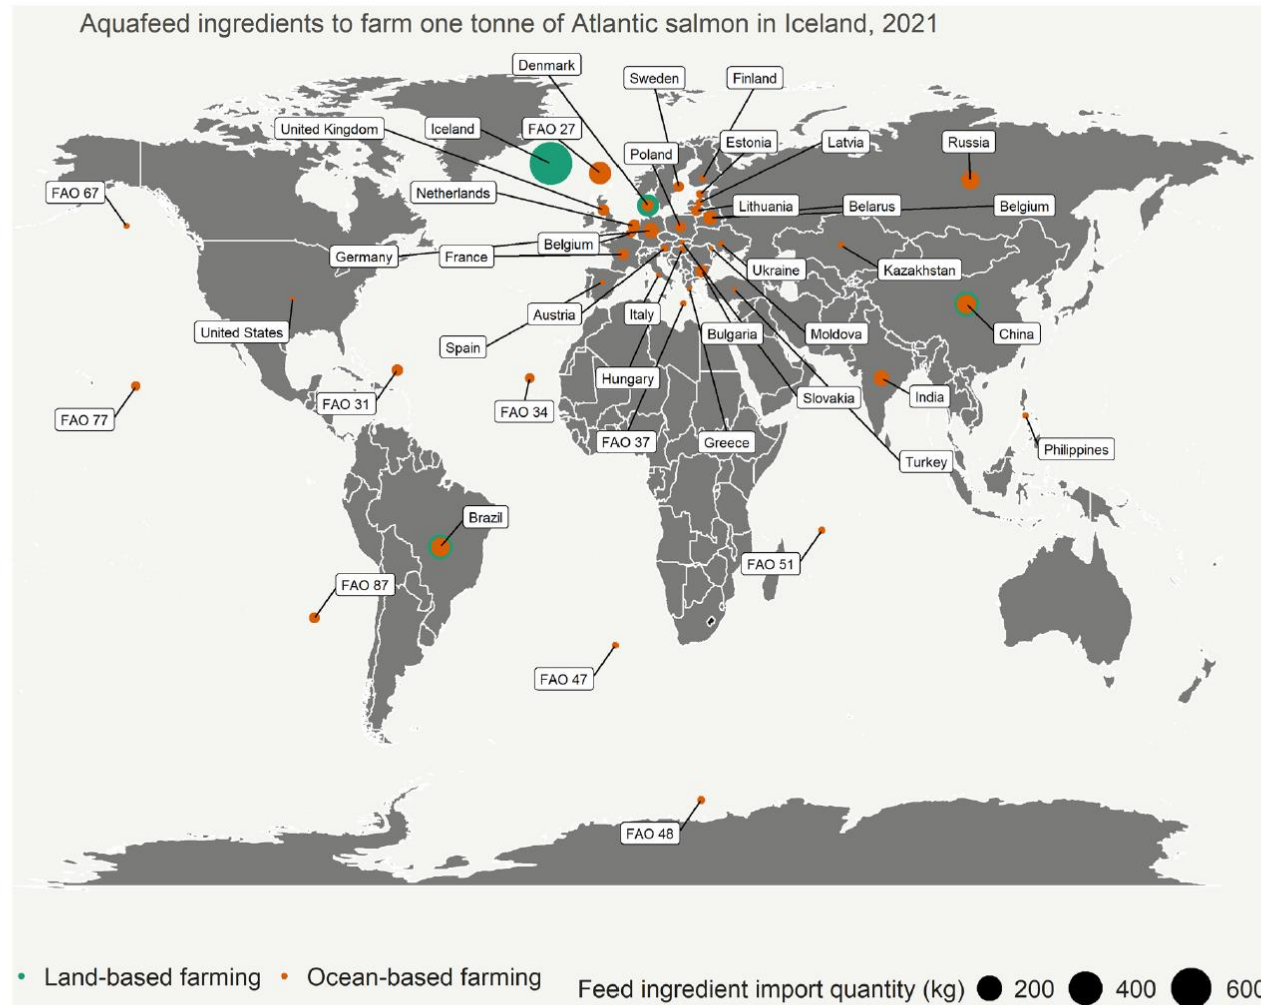 Aquafeed ingredients to farm one tonne of Atlantic salmon in Iceland, 2021
Denmark
Sweden
Finland
United Kingdom
Iceland
FAO 27
Estonia
Latvia
Russia
Poland
FAO 67
Netherlands
Lithuania
Belarus
Belgium
Germany
France
Belgium
Ukraine
Kazakhstan
United States
Austria
Italy
Bulgaria
Moldova
China
Spain
Hungary
Slovakia
India
FAO 77
FAO 31
FAO 34
FAO 37
Greece
Turkey
Philippines
Brazil
FAO 51
FAO 87
FAO 47
FAO 48
Land-based farming
Ocean-based farming
Feed ingredient import quantity (kg)
200
400
600